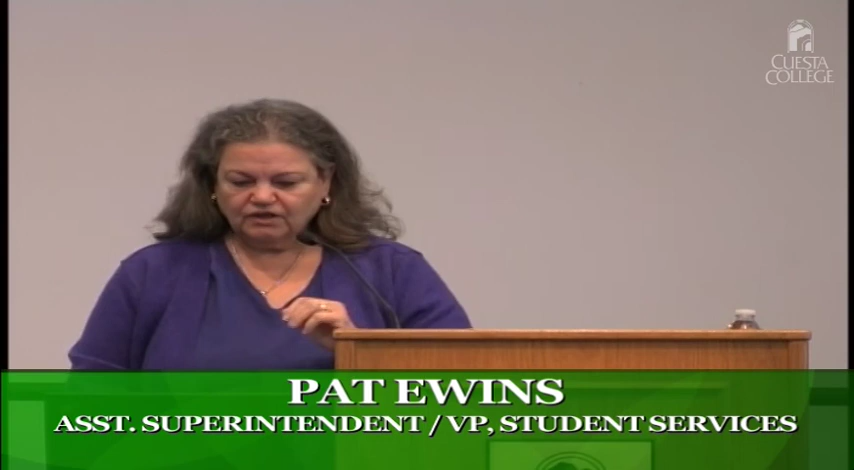 CUESTA
COLLEGE
PAT EWINS
ASST. SUPERINTENDENT / VP, STUDENT SERVICES